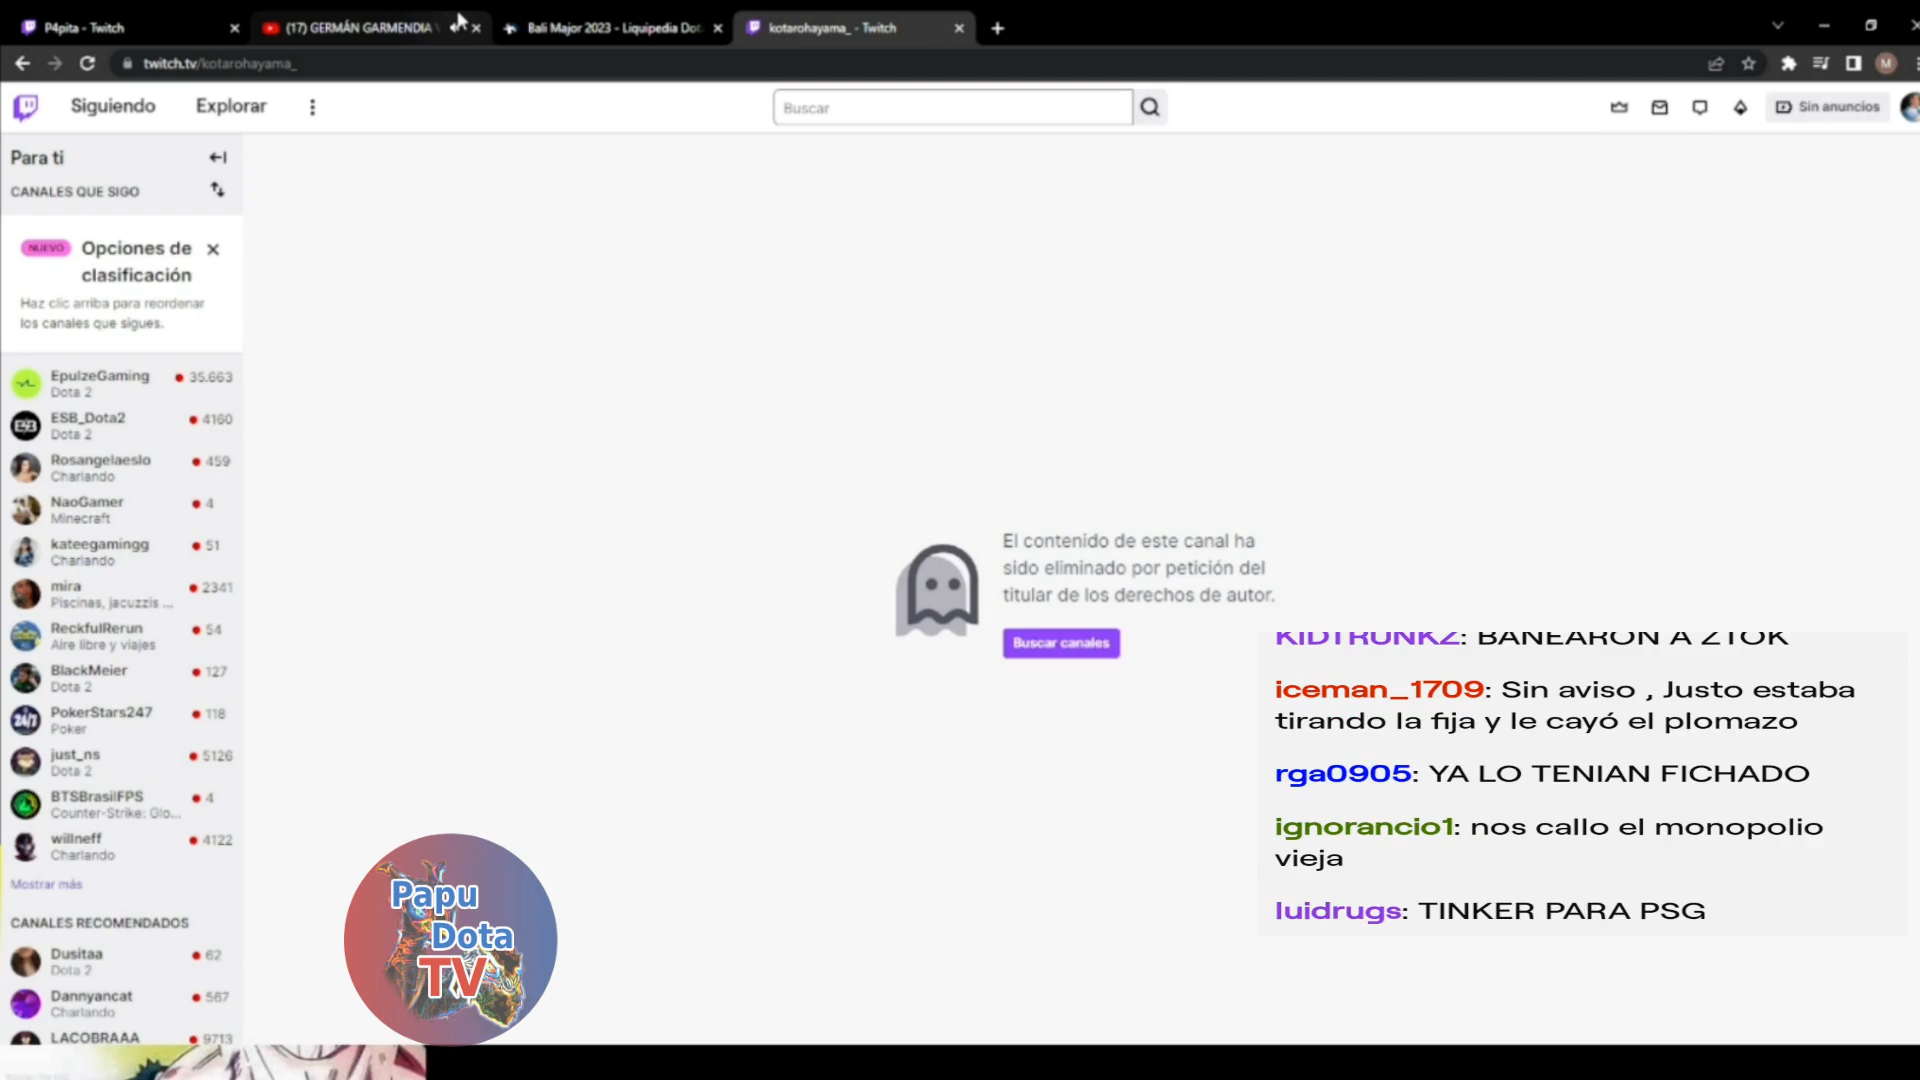 P4pita - Twitch
(17) GERMÁN GARMENDIA
Bali Major 2023 - Liquipedia Dot
kotarohayama_ - Twitch
twitch.tv/kotarohayama_
M
Siguiendo
Explorar
Buscar
Sin anuncios
Para ti
CANALES QUE SIGO
NUEVO
Opciones de
clasificación
Haz clic arriba para reordenar
los canales que sigues.
EpulzeGaming 35.663
Dota 2
ESB_Dota2 4160
Dota 2
Rosangelaeslo 459
Charlando
NaoGamer 4
Minecraft
kateegamingg 51
Charlando
mira 2341
Piscinas, jacuzzis ...
ReckfulRerun 54
Aire libre y viajes
BlackMeier 127
Dota 2
PokerStars247 118
Poker
just_ns 5126
Dota 2
BTSBrasilFPS 4
Counter-Strike: Glo...
willneff 4122
Charlando
Mostrar más
CANALES RECOMENDADOS
Dusitaa 62
Dota 2
Dannyancat 567
Charlando
LACOBRAAA 9713
El contenido de este canal ha
sido eliminado por petición del
titular de los derechos de autor.
Buscar canales
KIDTRUNKZ: BANEARON A ZTOK
iceman_1709: Sin aviso , Justo estaba
tirando la fija y le cayó el plomazo
rga0905: YA LO TENIAN FICHADO
ignorancio1: nos callo el monopolio
vieja
luidrugs: TINKER PARA PSG
Papu
Dota
TV